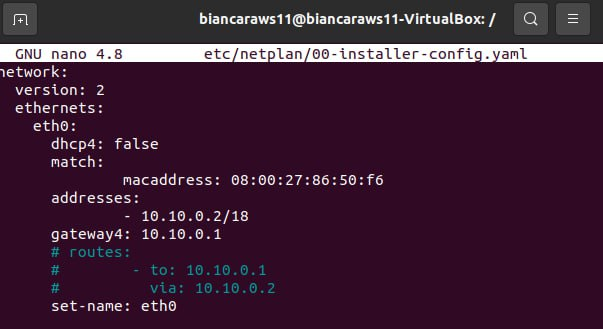 biancaraws11@biancaraws11-VirtualBox: /
GNU nano 4.8 etc/netplan/00-installer-config.yaml
network:
  version: 2
  ethernets:
    eth0:
      dhcp4: false
      match:
              macaddress: 08:00:27:86:50:f6
      addresses:
              - 10.10.0.2/18
      gateway4: 10.10.0.1
      # routes:
      #        - to: 10.10.0.1
      #          via: 10.10.0.2
      set-name: eth0